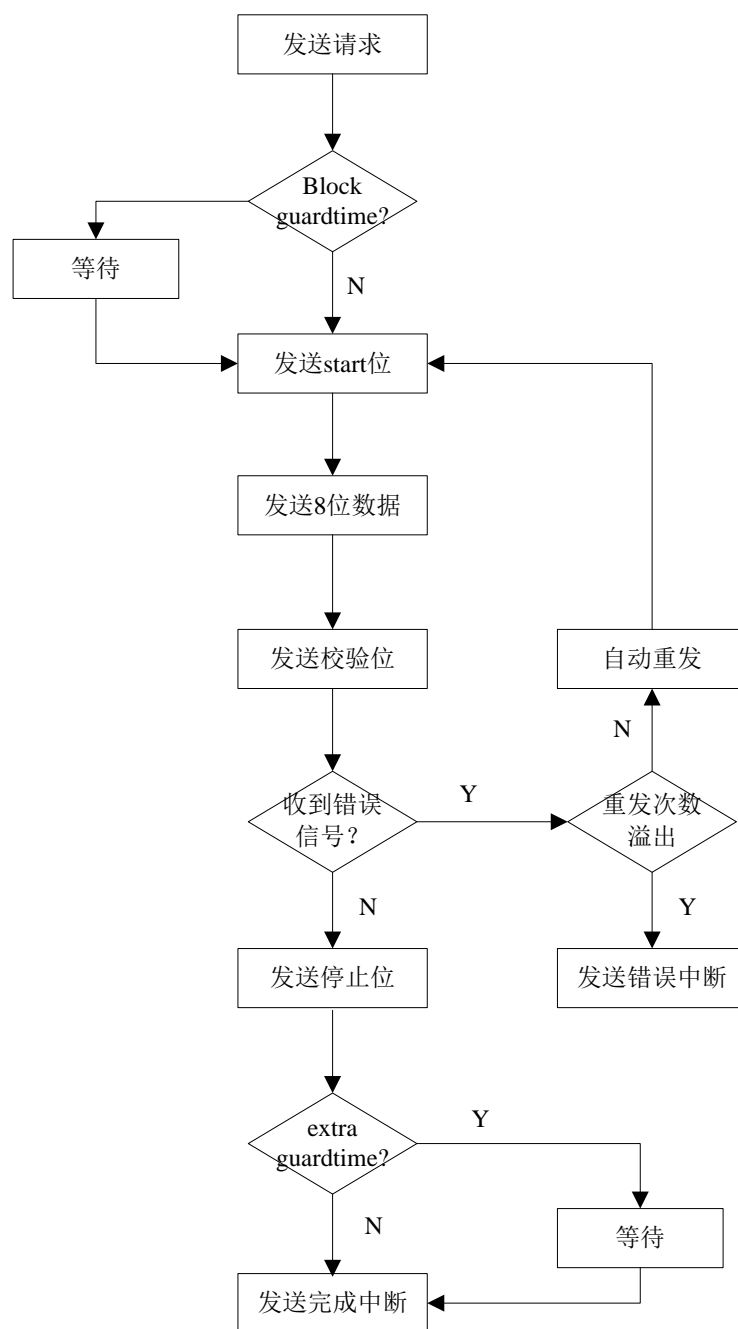 发送请求
Block
guardtime?
等待
N
发送start位
发送8位数据
发送校验位
自动重发
N
收到错误
信号？
Y
重发次数
溢出
N
Y
发送停止位
发送错误中断
extra
guardtime?
Y
N
等待
发送完成中断